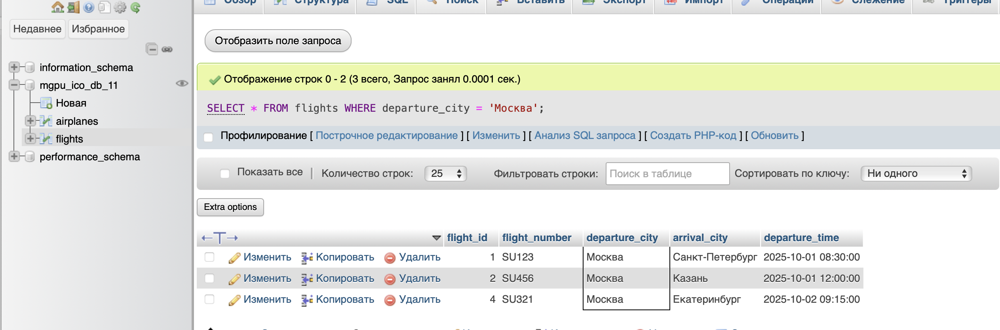 Обзор Структура SQL Поиск Вставить Экспорт Импорт Операции Слежение Триггеры
Недавнее Избранное
information_schema
mgpu_ico_db_11
Новая
airplanes
flights
performance_schema
Отобразить поле запроса
Отображение строк 0 - 2 (3 всего, Запрос занял 0.0001 сек.)
SELECT * FROM flights WHERE departure_city = 'Москва';
Профилирование [ Построчное редактирование ] [ Изменить ] [ Анализ SQL запроса ] [ Создать PHP-код ] [ Обновить ]
Показать все | Количество строк: 25 Фильтровать строки: Поиск в таблице Сортировать по ключу: Ни одного
Extra options
←T→ flight_id flight_number departure_city arrival_city departure_time
Изменить Копировать Удалить 1 SU123 Москва Санкт-Петербург 2025-10-01 08:30:00
Изменить Копировать Удалить 2 SU456 Москва Казань 2025-10-01 12:00:00
Изменить Копировать Удалить 4 SU321 Москва Екатеринбург 2025-10-02 09:15:00